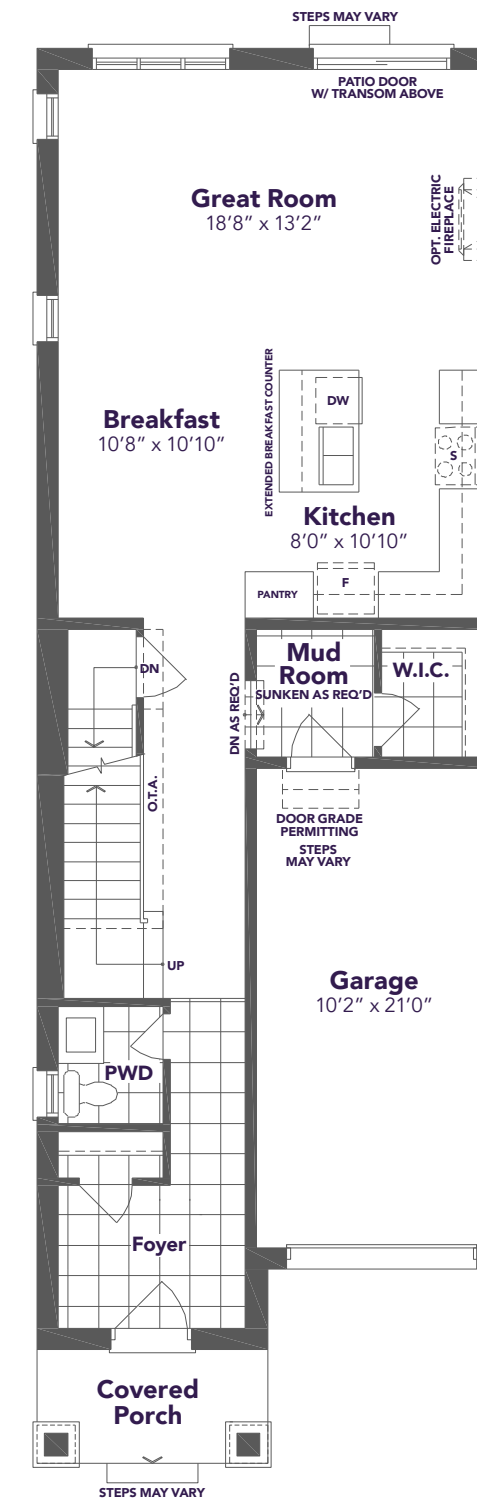 STEPS MAY VARY
PATIO DOOR
W/ TRANSOM ABOVE
Great Room
18'8" x 13'2"
OPT. ELECTRIC
FIREPLACE
EXTENDED BREAKFAST COUNTER
DW
Breakfast
10'8" x 10'10"
S
Kitchen
8'0" x 10'10"
F
PANTRY
Mud
Room
SUNKEN AS REQ'D
W.I.C.
DN
DN AS REQ'D
O.T.A.
DOOR GRADE
PERMITTING
STEPS
MAY VARY
UP
Garage
10'2" x 21'0"
PWD
Foyer
Covered
Porch
STEPS MAY VARY